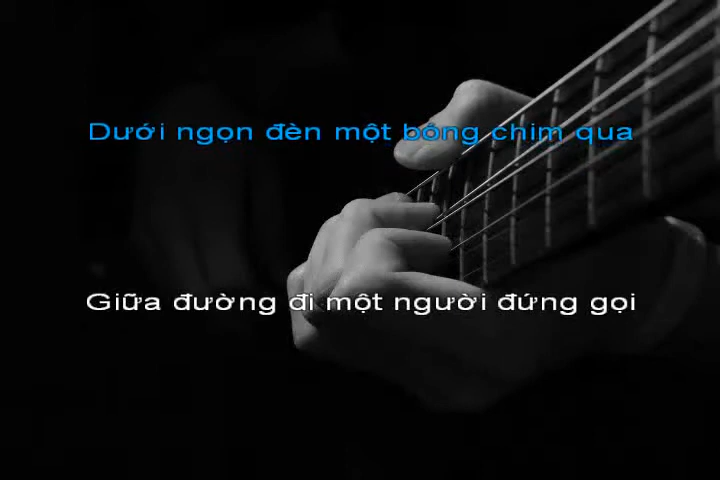 Dưới ngọn đèn một bóng chim qua
Giữa đường đi một người đứng gọi